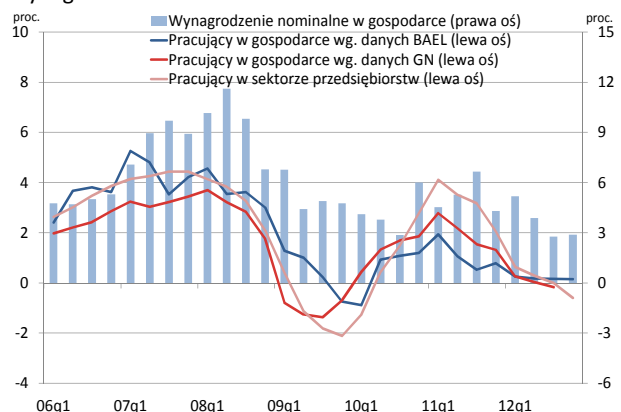 proc.
proc.
Wynagrodzenie nominalne w gospodarce (prawa oś)
Pracujący w gospodarce wg. danych BAEL (lewa oś)
Pracujący w gospodarce wg. danych GN (lewa oś)
Pracujący w sektorze przedsiębiorstw (lewa oś)
10
8
6
4
2
0
-2
-4
15
12
9
6
3
0
-3
-6
06q1 07q1 08q1 09q1 10q1 11q1 12q1